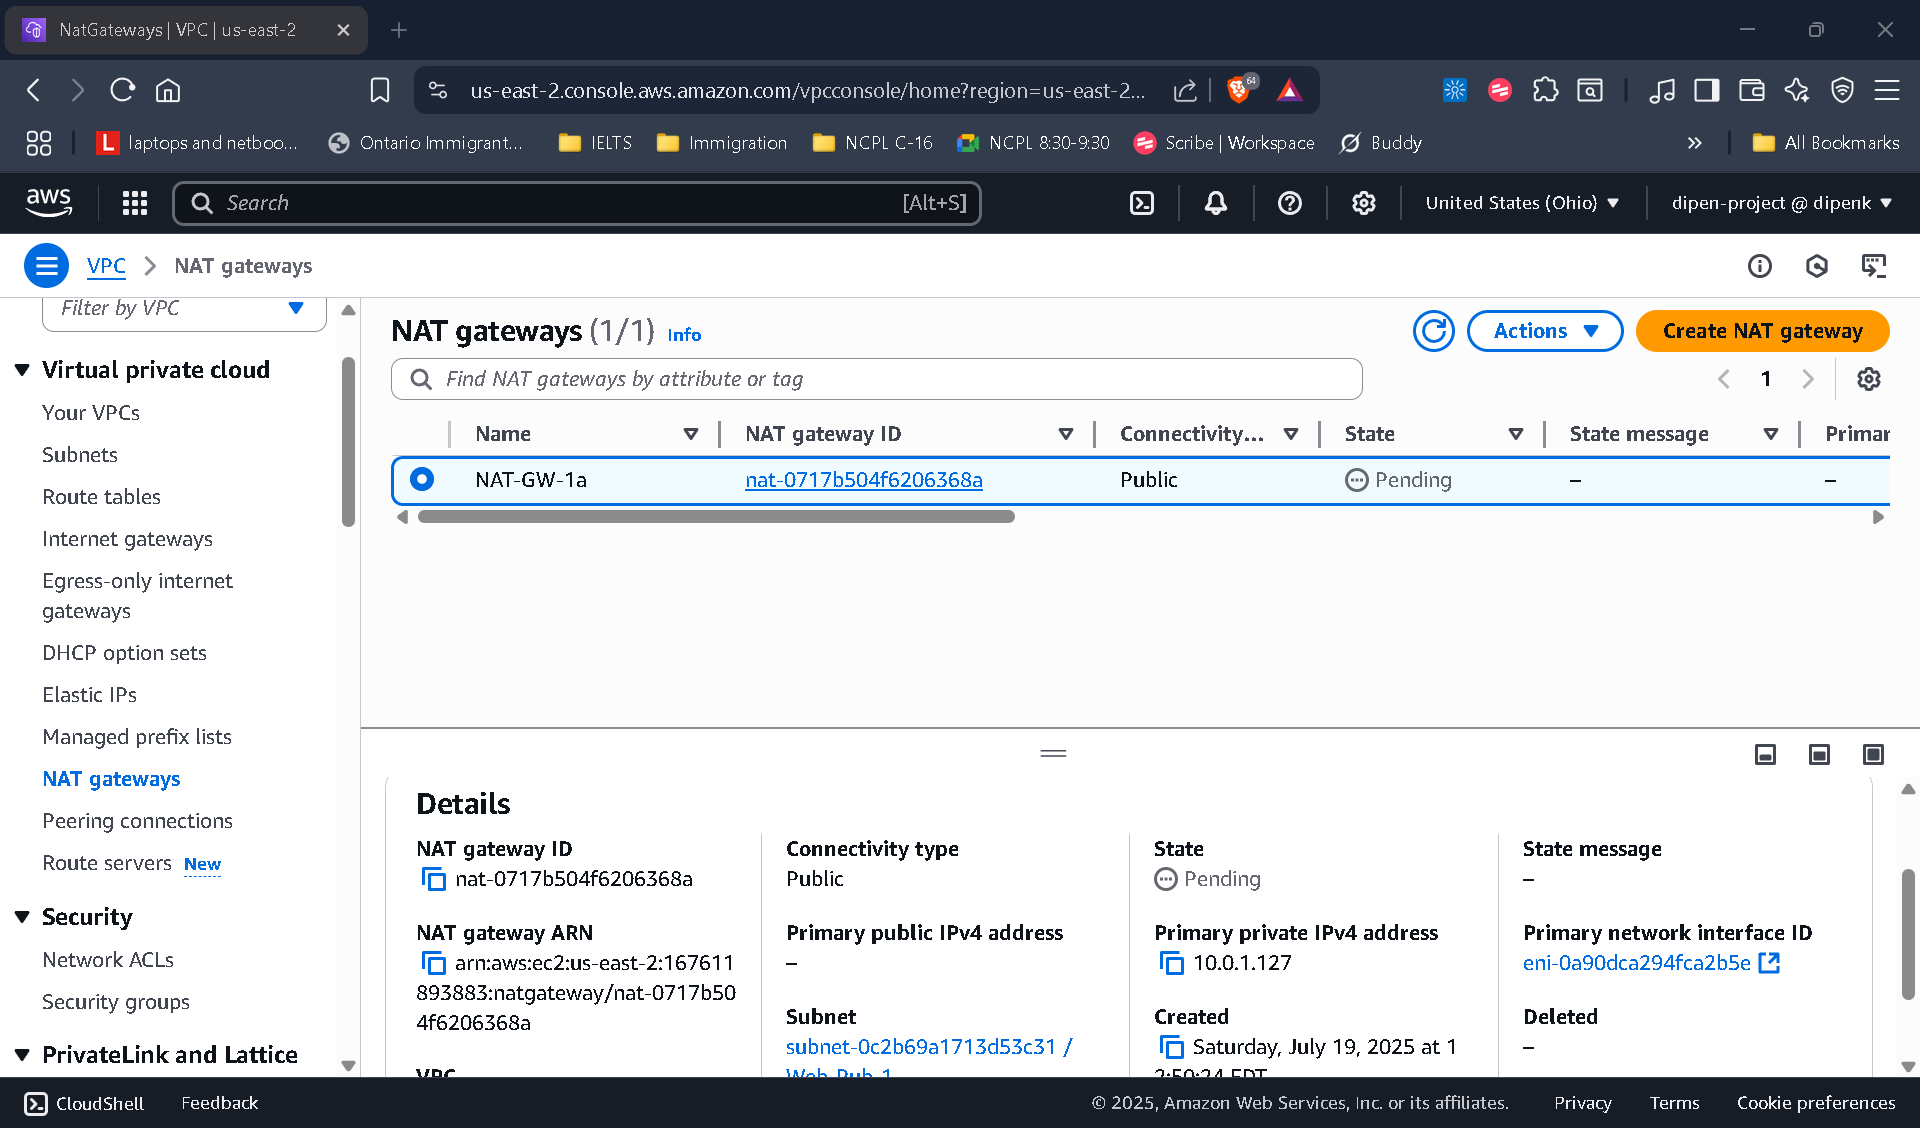 NatGateways | VPC | us-east-2
us-east-2.console.aws.amazon.com/vpcconsole/home?region=us-east-2...
64
laptops and netboo...
Ontario Immigrant...
IELTS
Immigration
NCPL C-16
NCPL 8:30-9:30
Scribe | Workspace
Buddy
All Bookmarks
aws
Search
[Alt+S]
United States (Ohio)
dipen-project @ dipenk
VPC
NAT gateways
Filter by VPC
Virtual private cloud
Your VPCs
Subnets
Route tables
Internet gateways
Egress-only internet
gateways
DHCP option sets
Elastic IPs
Managed prefix lists
NAT gateways
Peering connections
Route servers New
Security
Network ACLs
Security groups
PrivateLink and Lattice
NAT gateways (1/1) Info
Actions
Create NAT gateway
Find NAT gateways by attribute or tag
1
Name
NAT gateway ID
Connectivity...
State
State message
Primar
NAT-GW-1a
nat-0717b504f6206368a
Public
Pending
–
–
Details
NAT gateway ID
nat-0717b504f6206368a
NAT gateway ARN
arn:aws:ec2:us-east-2:167611
893883:natgateway/nat-0717b50
4f6206368a
VPC
Connectivity type
Public
Primary public IPv4 address
–
Subnet
subnet-0c2b69a1713d53c31 /
Web-Pub-1
State
Pending
Primary private IPv4 address
10.0.1.127
Created
Saturday, July 19, 2025 at 1
2:50:24 EDT
State message
–
Primary network interface ID
eni-0a90dca294fca2b5e
Deleted
–
CloudShell
Feedback
© 2025, Amazon Web Services, Inc. or its affiliates.
Privacy
Terms
Cookie preferences